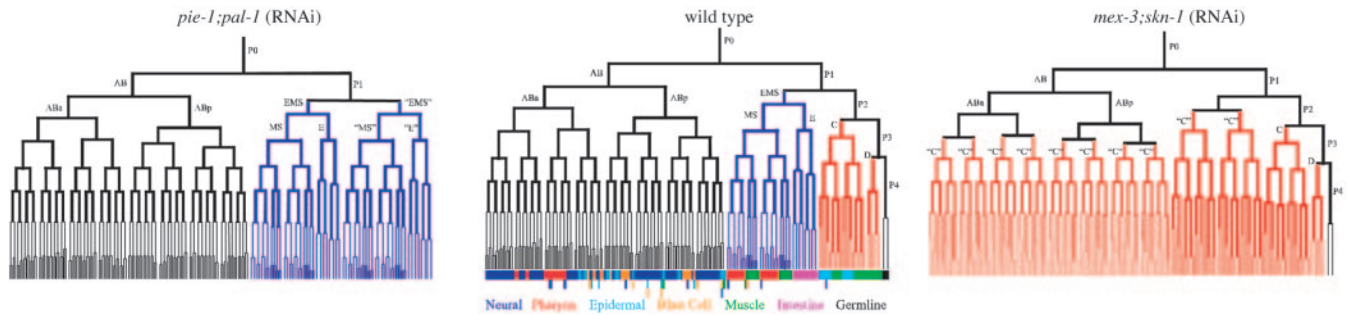 pie-1;pal-1 (RNAi)
P0
AB
P1
ABa
ABp
EMS
"EMS"
MS
E
"MS"
"E"
wild type
P0
AB
P1
ABa
ABp
EMS
P2
MS
E
C
P3
D
P4
Neural Pharynx Epidermal Blast Cell Muscle Intestine Germline
mex-3;skn-1 (RNAi)
P0
AB
P1
ABa
ABp
"C" "C"
P2
C
P3
"C" "C" "C" "C" "C" "C" "C" "C"
D
P4